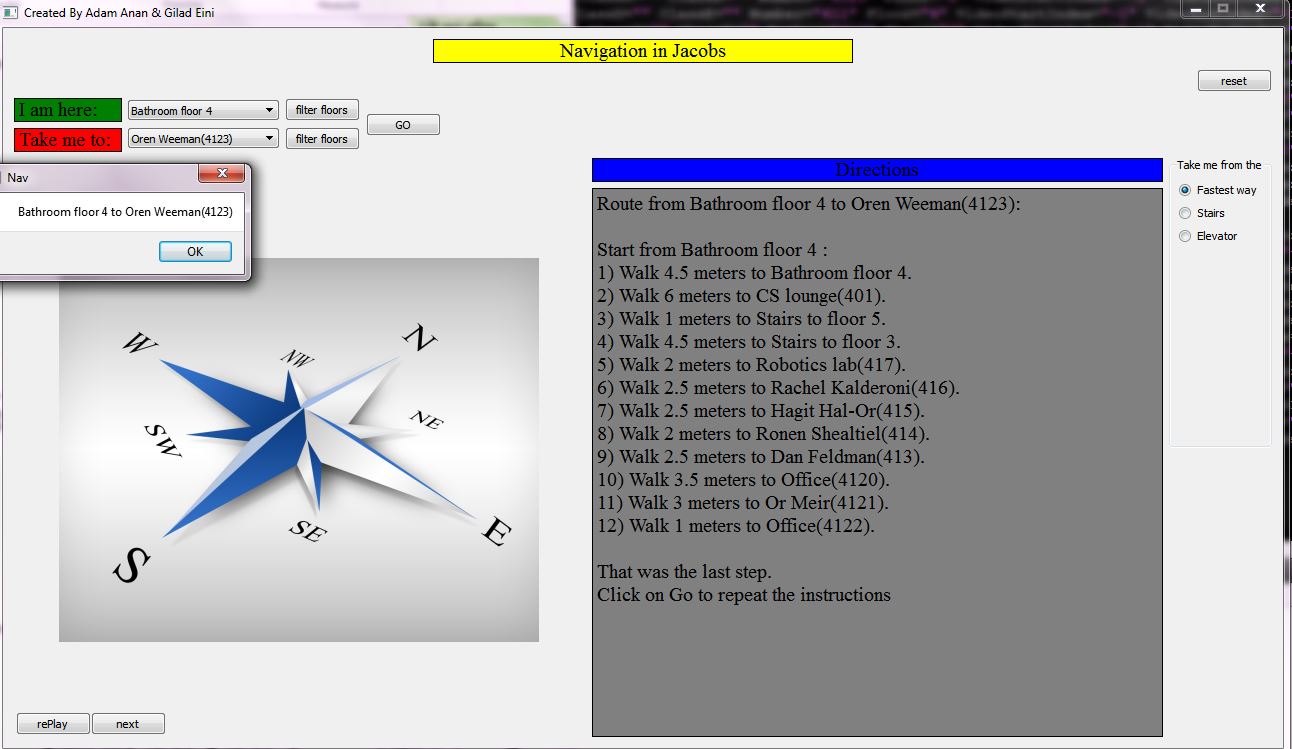 Created By Adam Anan & Gilad Eini
Navigation in Jacobs
reset
I am here:
Bathroom floor 4
filter floors
GO
Take me to:
Oren Weeman(4123)
filter floors
Nav
Bathroom floor 4 to Oren Weeman(4123)
OK
Directions
Route from Bathroom floor 4 to Oren Weeman(4123):
Start from Bathroom floor 4 :
1) Walk 4.5 meters to Bathroom floor 4.
2) Walk 6 meters to CS lounge(401).
3) Walk 1 meters to Stairs to floor 5.
4) Walk 4.5 meters to Stairs to floor 3.
5) Walk 2 meters to Robotics lab(417).
6) Walk 2.5 meters to Rachel Kalderoni(416).
7) Walk 2.5 meters to Hagit Hal-Or(415).
8) Walk 2 meters to Ronen Shealtiel(414).
9) Walk 2.5 meters to Dan Feldman(413).
10) Walk 3.5 meters to Office(4120).
11) Walk 3 meters to Or Meir(4121).
12) Walk 1 meters to Office(4122).
That was the last step.
Click on Go to repeat the instructions
Take me from the
Fastest way
Stairs
Elevator
W
NW
N
NE
SW
SE
E
S
rePlay
next